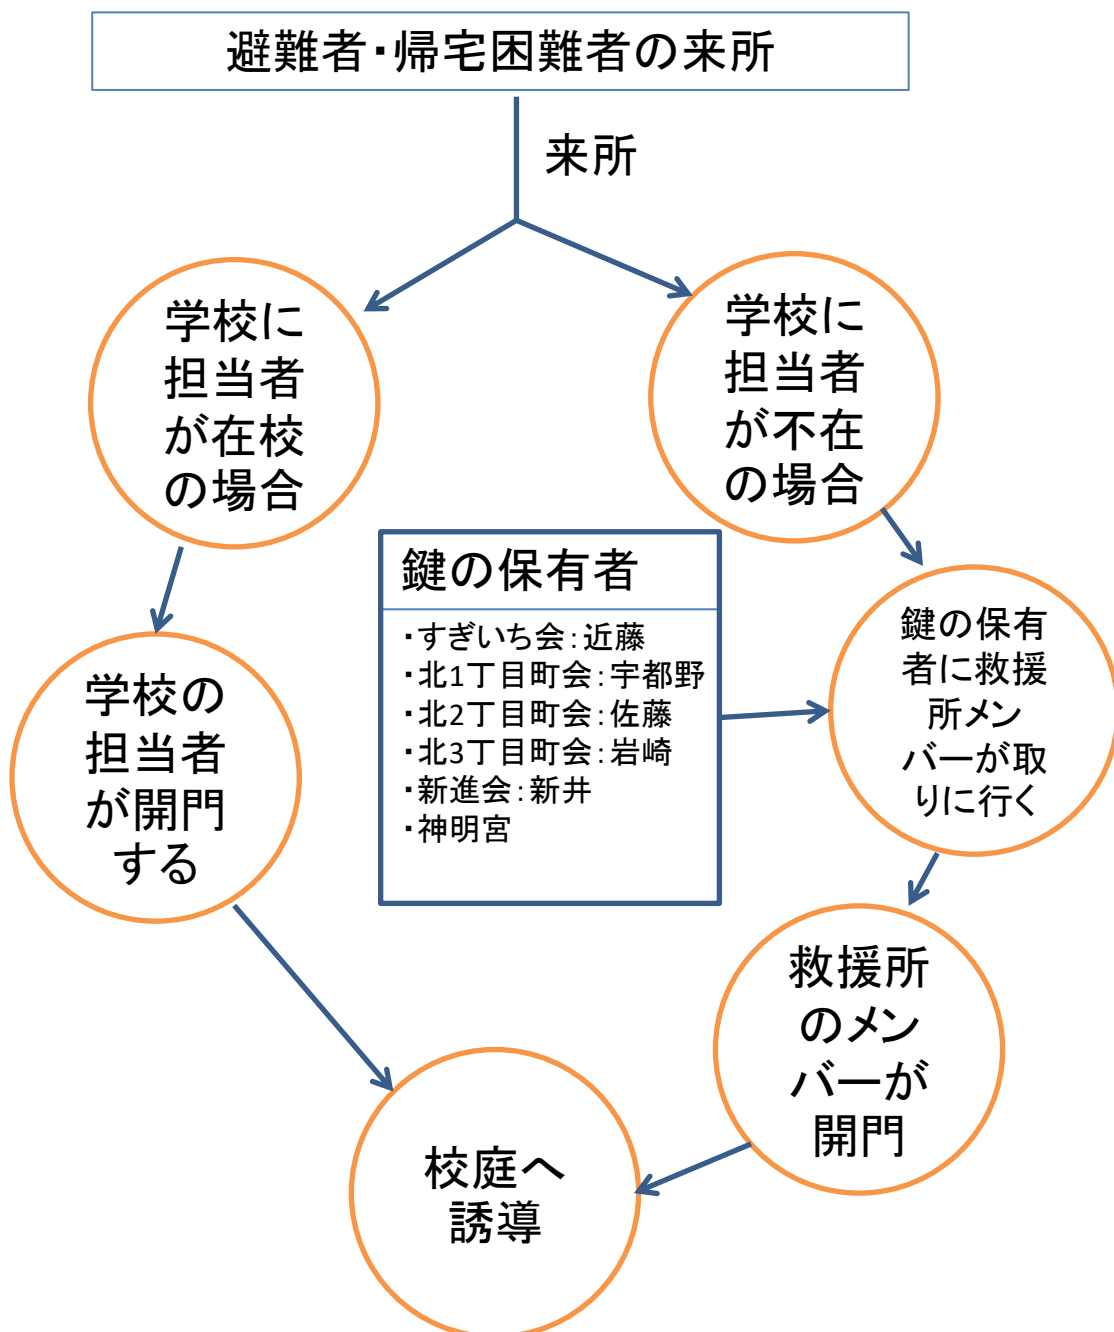 避難者・帰宅困難者の来所
来所
学校に
担当者
が在校
の場合
学校に
担当者
が不在
の場合
鍵の保有者
・すぎいち会：近藤
・北1丁目町会：宇都野
・北2丁目町会：佐藤
・北3丁目町会：岩崎
・新進会：新井
・神明宮
鍵の保有
者に救援
所メン
バーが取
りに行く
学校の
担当者
が開門
する
救援所
のメン
バーが
開門
校庭へ
誘導